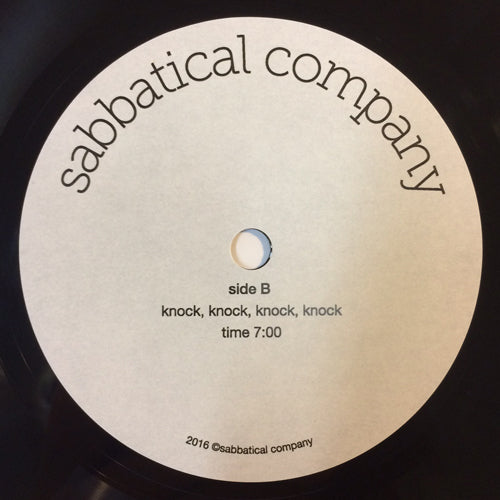 sabbatical company
side B
knock, knock, knock, knock
time 7:00
2016 ©sabbatical company